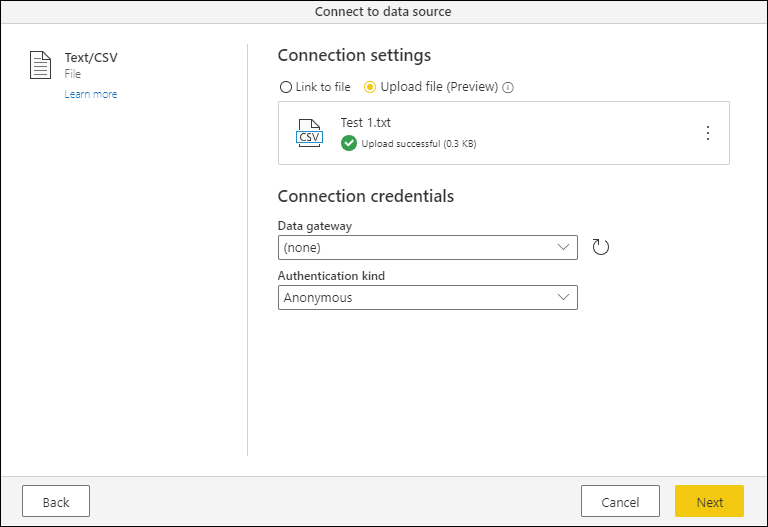 Connect to data source
Text/CSV
File
Learn more
Connection settings
Link to file Upload file (Preview)
CSV
Test 1.txt
Upload successful (0.3 KB)
Connection credentials
Data gateway
(none)
Authentication kind
Anonymous
Back Cancel Next